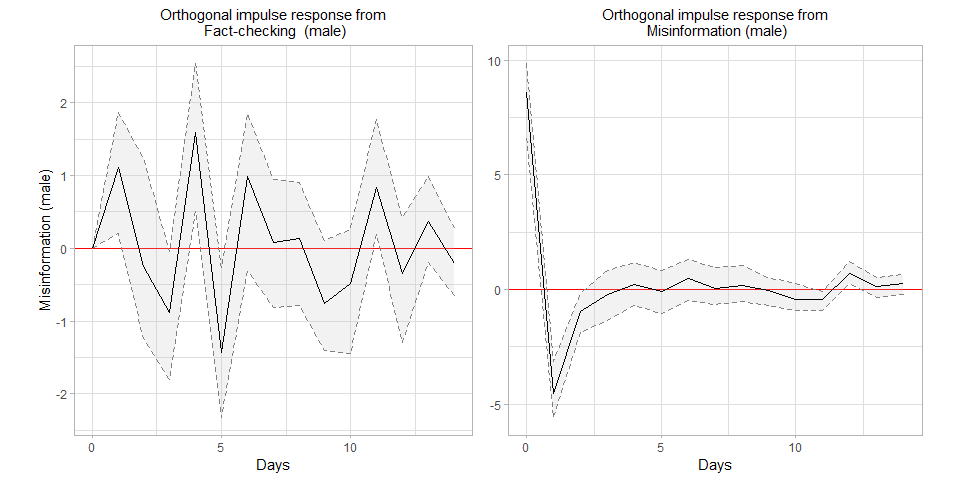 Orthogonal impulse response from
Fact-checking  (male)
Misinformation (male)
2
1
0
-1
-2
0
5
10
Days
Orthogonal impulse response from
Misinformation (male)
10
5
0
-5
0
5
10
Days